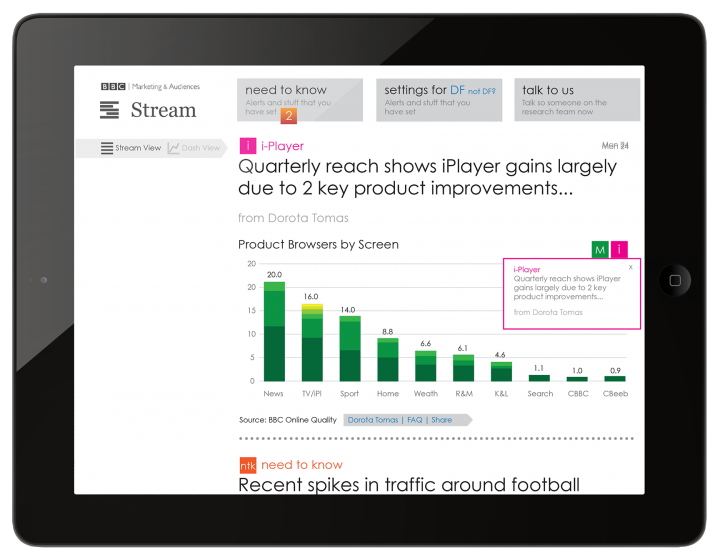 BBC | Marketing & Audiences
Stream
need to know
Alerts and stuff that you
have set
2
settings for DF not DF?
Alerts and stuff that you
have set
talk to us
Talk so someone on the
research team now
Stream View
Dash View
i i-Player
Mon 24
Quarterly reach shows iPlayer gains largely
due to 2 key product improvements...
from Dorota Tomas
Product Browsers by Screen
M i
i-Player x
Quarterly reach shows iPlayer
gains largely due to 2 key
product improvements...
from Dorota Tomas
20
20
15
10
5
0
20.0 16.0 14.0 8.8 6.6 6.1 4.6 1.1 1.0 0.9
News TV/iPl Sport Home Weath R&M K&L Search CBBC CBeeb
Source: BBC Online Quality Dorota Tomas | FAQ | Share
ntk need to know
Recent spikes in traffic around football